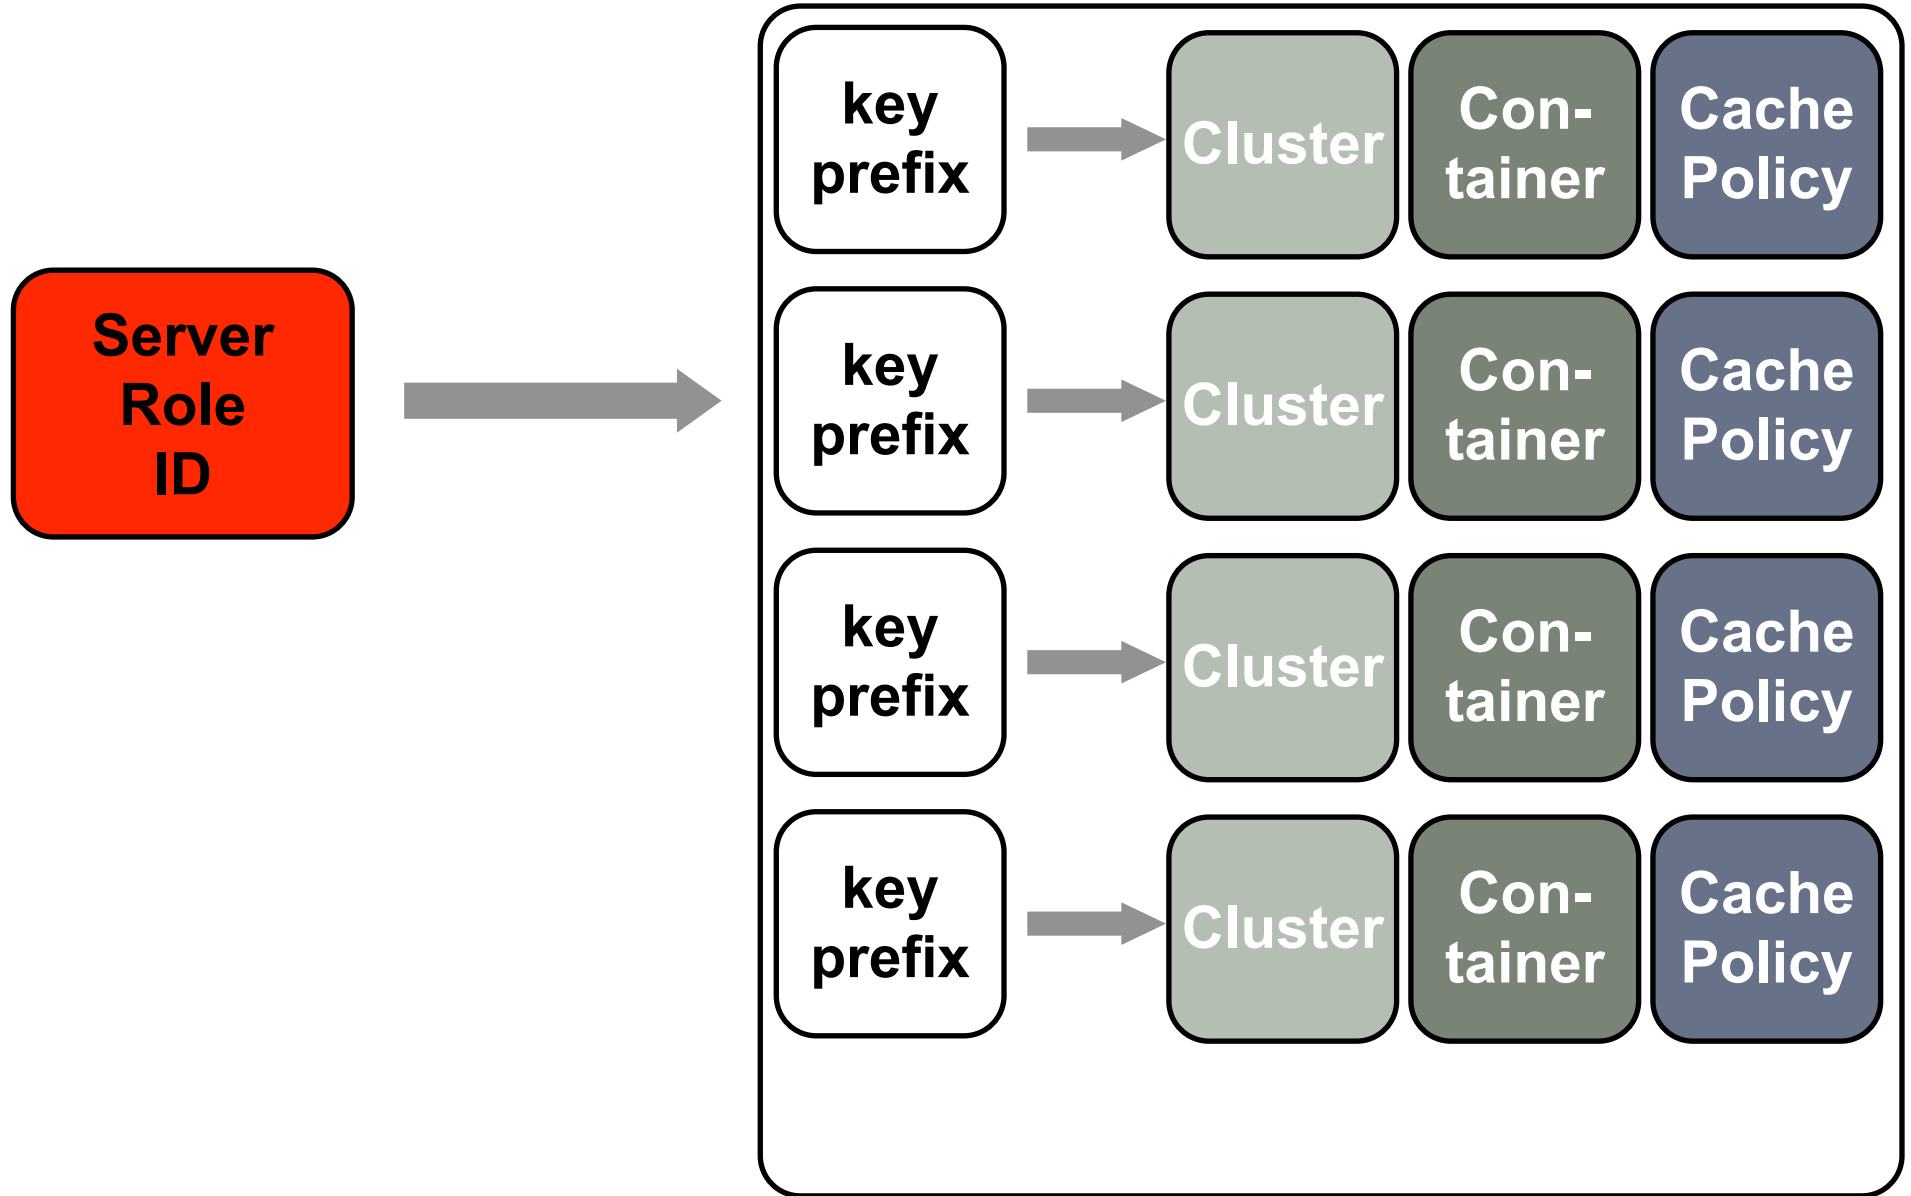 Server
Role
ID
key
prefix
Cluster
Con-
tainer
Cache
Policy
key
prefix
Cluster
Con-
tainer
Cache
Policy
key
prefix
Cluster
Con-
tainer
Cache
Policy
key
prefix
Cluster
Con-
tainer
Cache
Policy